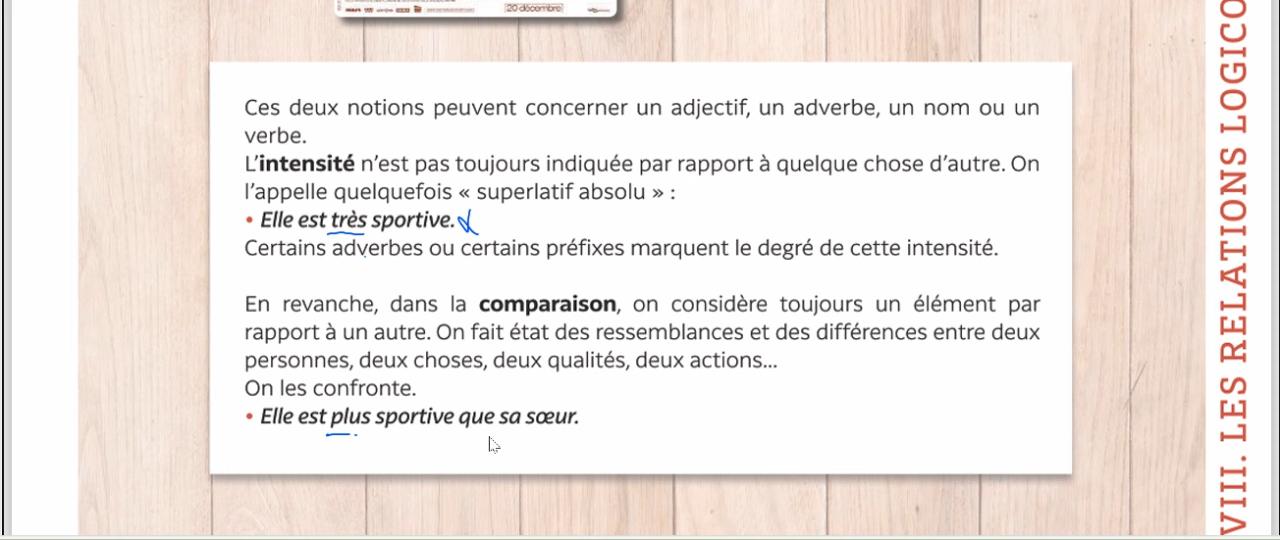 20 décembre
Ces deux notions peuvent concerner un adjectif, un adverbe, un nom ou un
verbe.
L'intensité n'est pas toujours indiquée par rapport à quelque chose d'autre. On
l'appelle quelquefois « superlatif absolu » :
• Elle est très sportive.
Certains adverbes ou certains préfixes marquent le degré de cette intensité.
En revanche, dans la comparaison, on considère toujours un élément par
rapport à un autre. On fait état des ressemblances et des différences entre deux
personnes, deux choses, deux qualités, deux actions...
On les confronte.
• Elle est plus sportive que sa sœur.
VIII. LES RELATIONS LOGICO